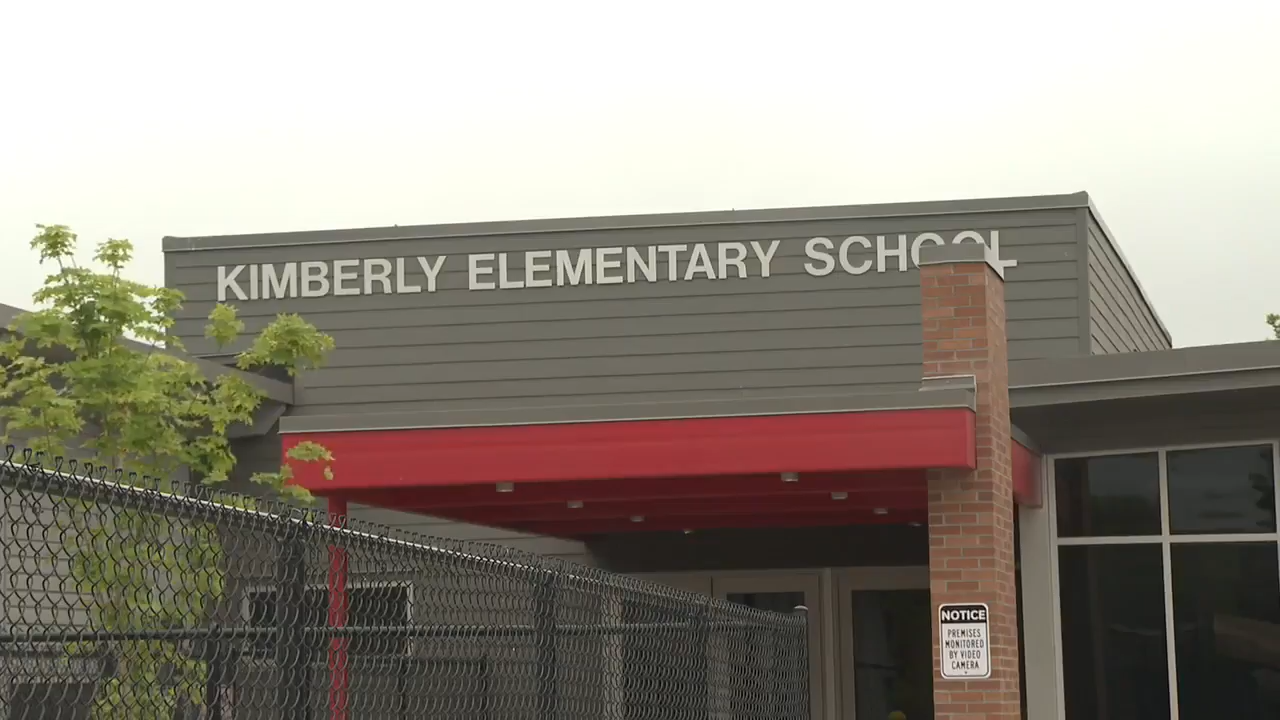 KIMBERLY ELEMENTARY SCHOOL
NOTICE
PREMISES
MONITORED
BY VIDEO
CAMERA